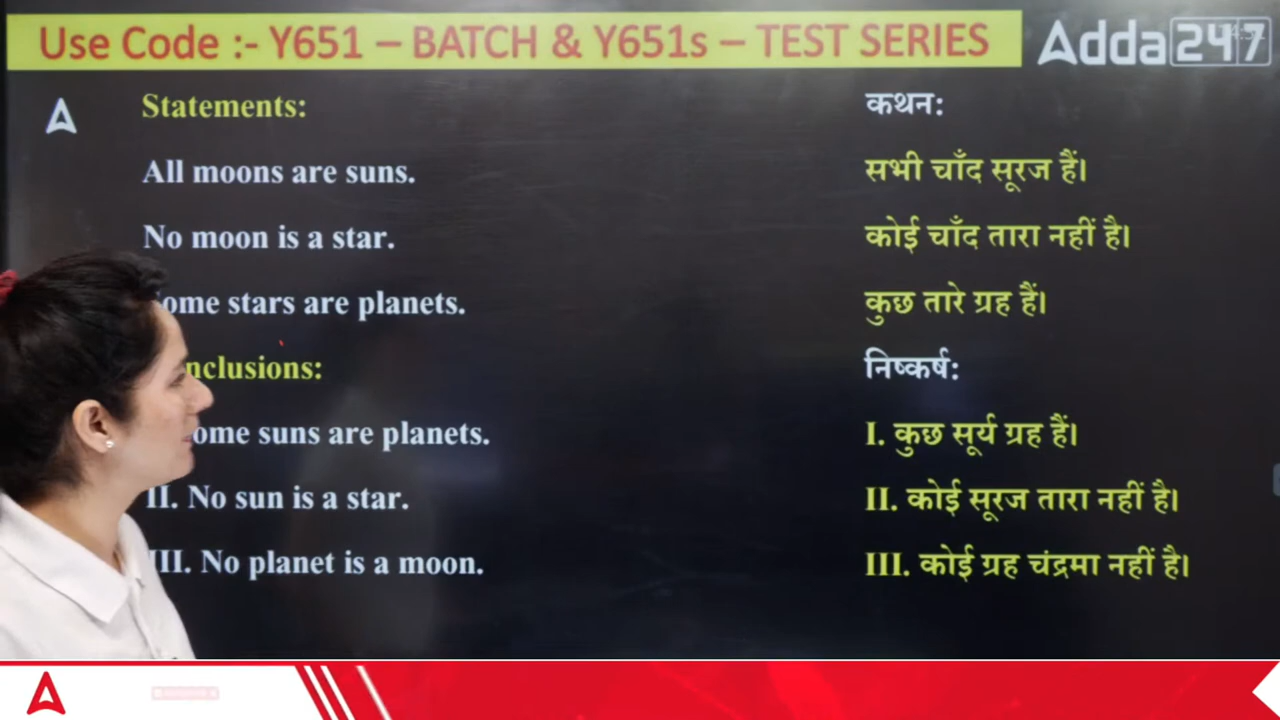 Use Code :- Y651 – BATCH & Y651s – TEST SERIES
Adda247
Statements:
All moons are suns.
No moon is a star.
ome stars are planets.
nclusions:
ome suns are planets.
II. No sun is a star.
III. No planet is a moon.
कथन:
सभी चाँद सूरज हैं।
कोई चाँद तारा नहीं है।
कुछ तारे ग्रह हैं।
निष्कर्ष:
I. कुछ सूर्य ग्रह हैं।
II. कोई सूरज तारा नहीं है।
III. कोई ग्रह चंद्रमा नहीं है।